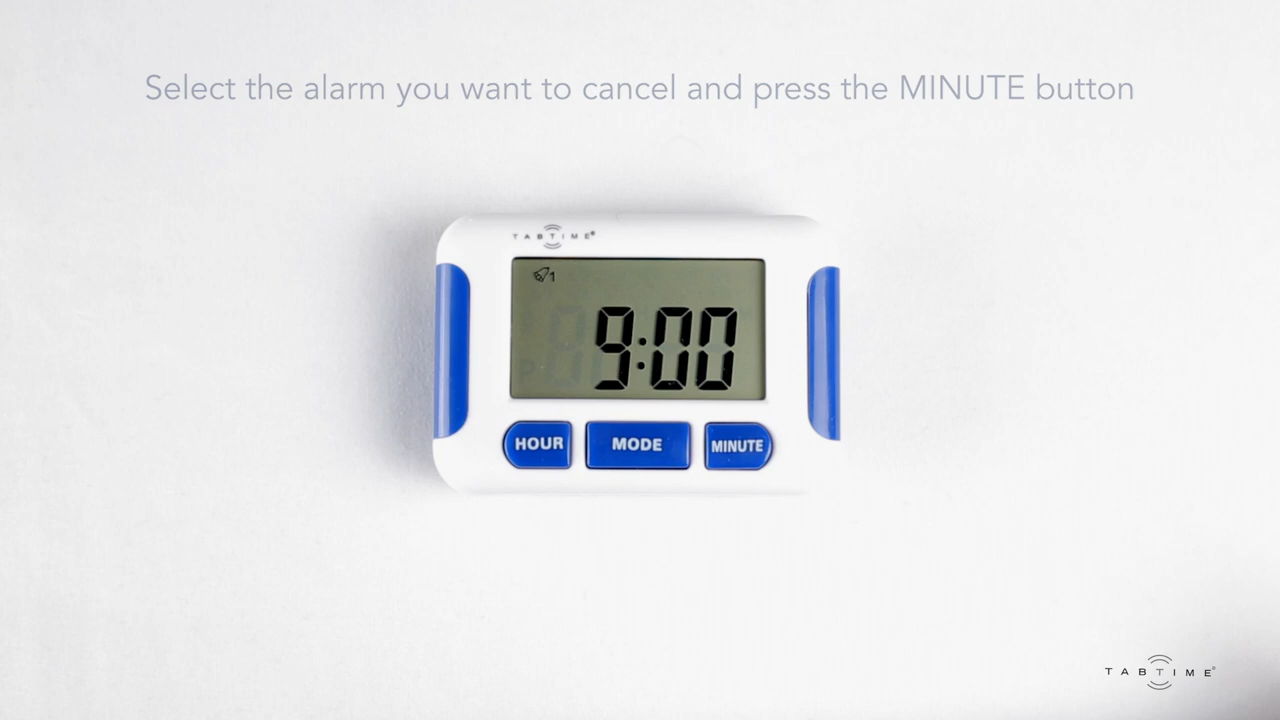 Select the alarm you want to cancel and press the MINUTE button
TABTIME®
1
9:00
HOUR
MODE
MINUTE
TABTIME®